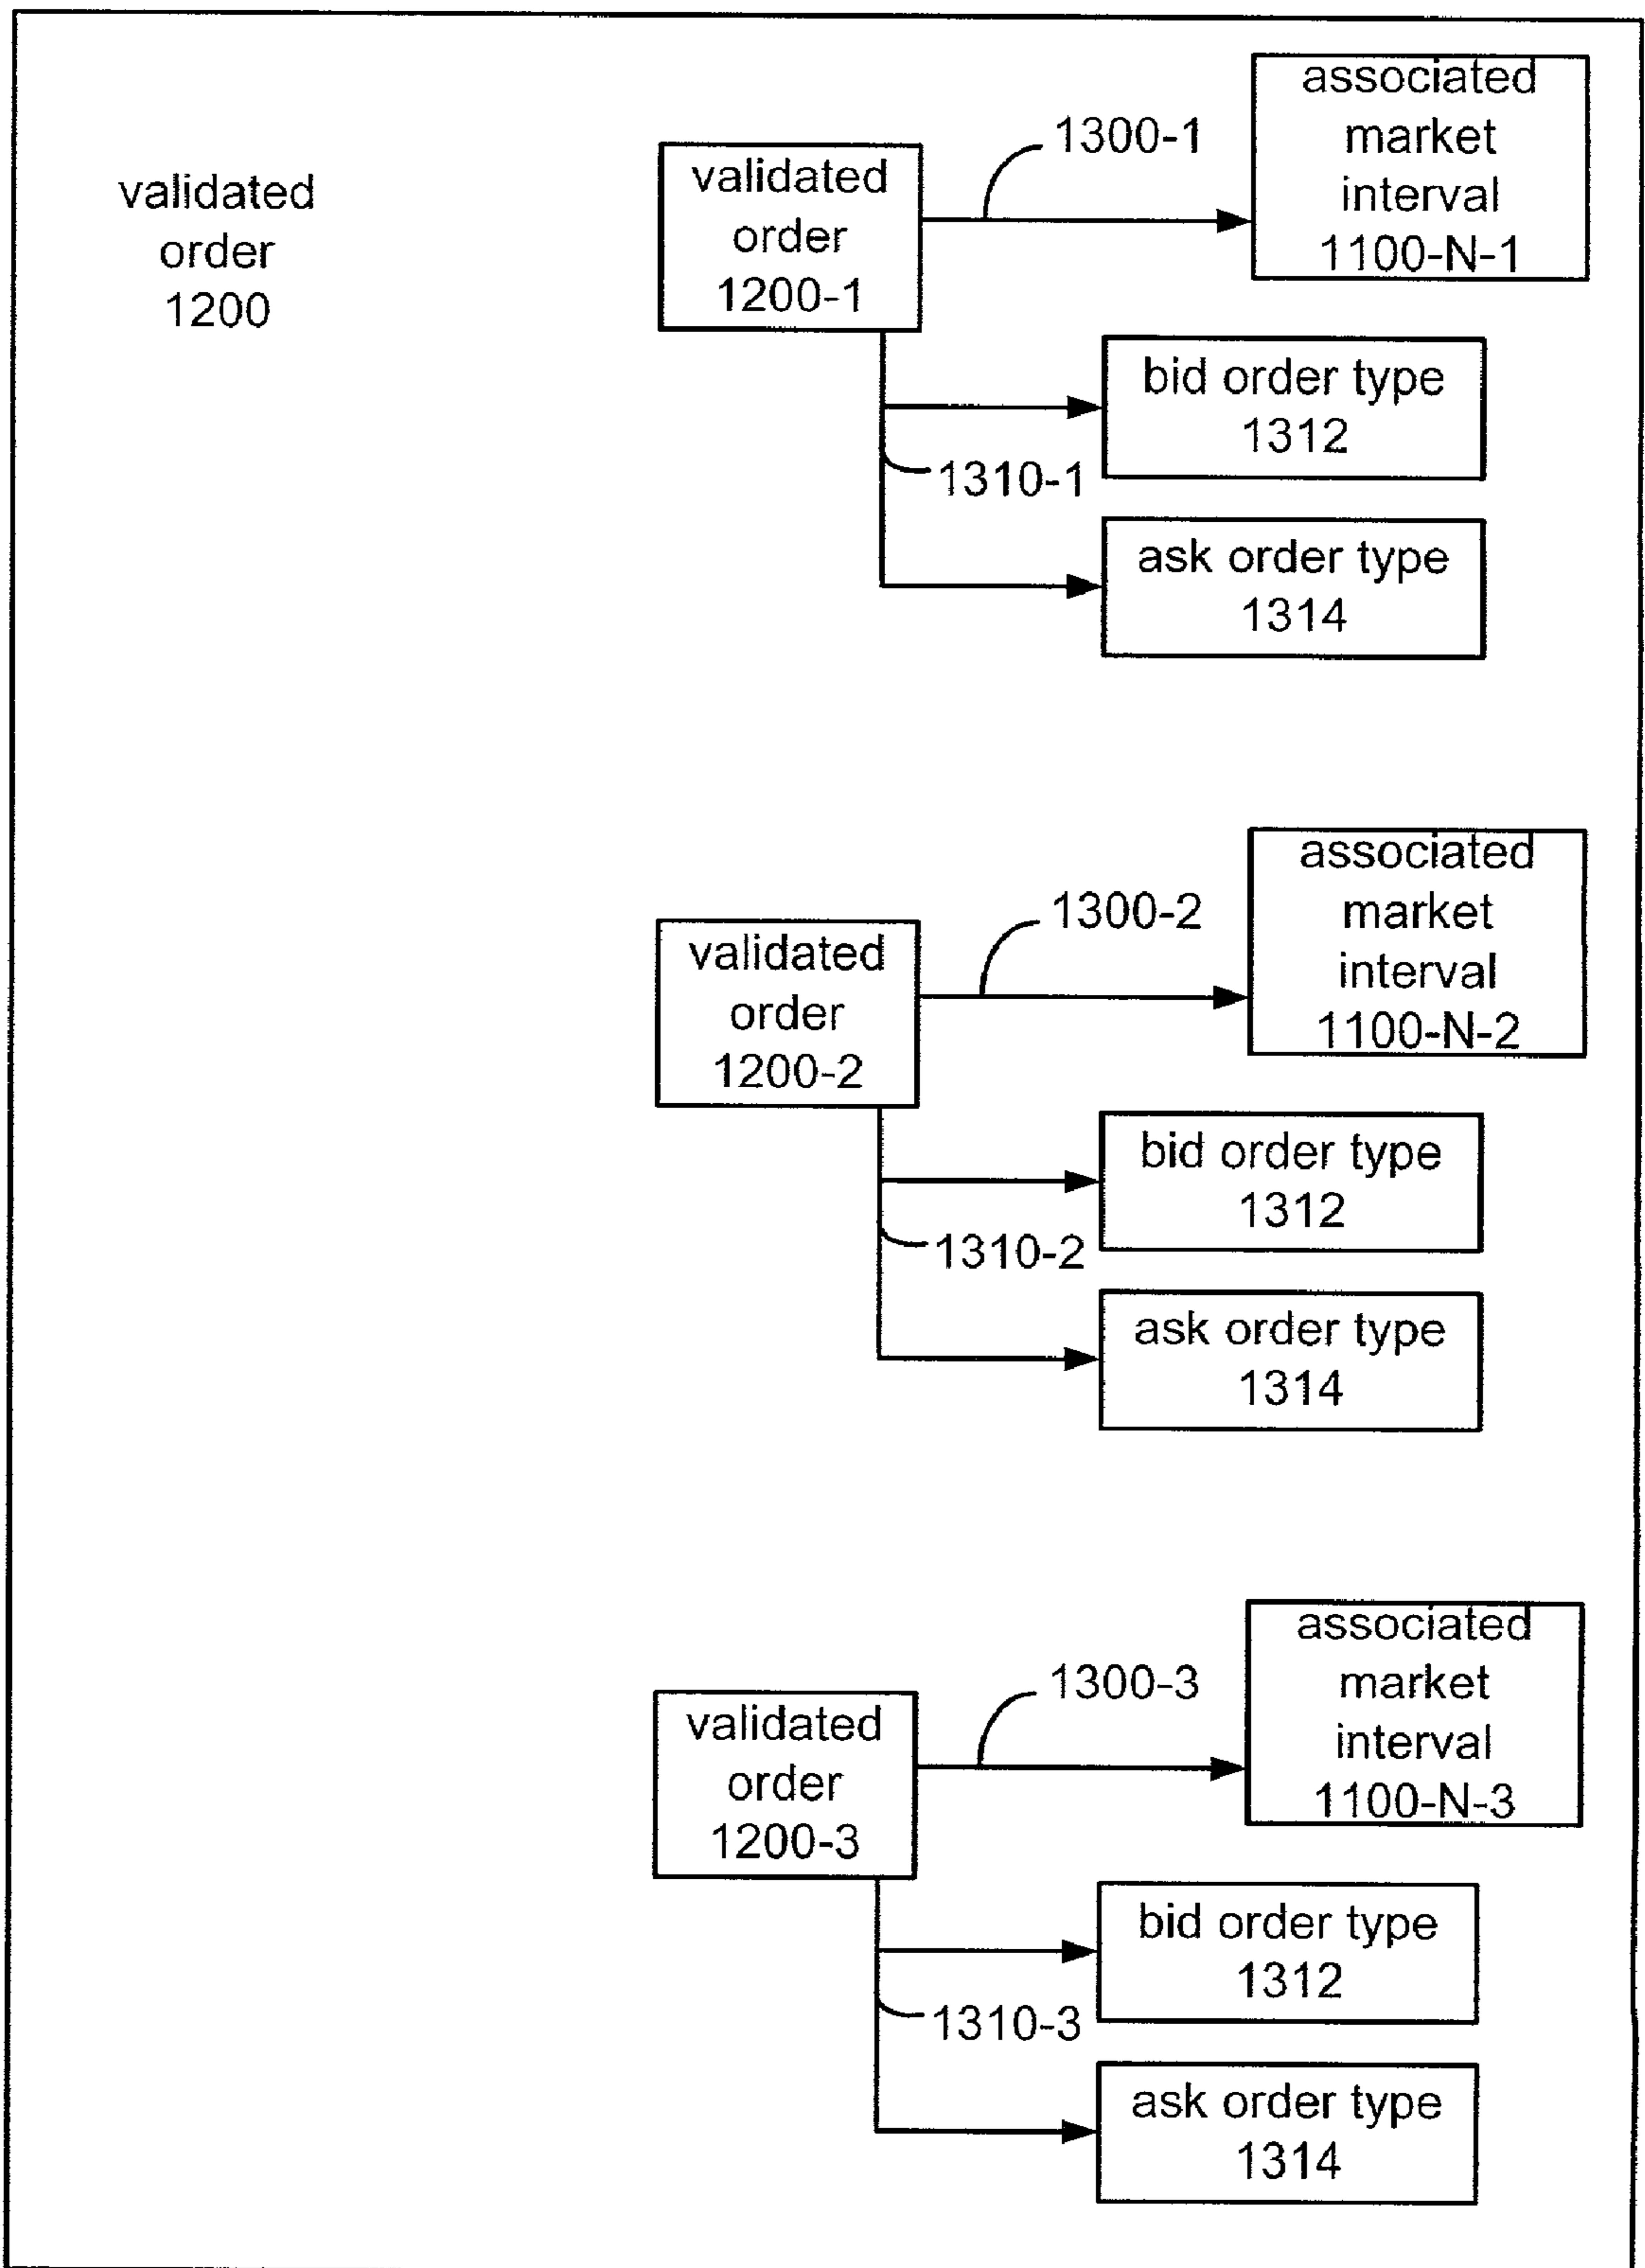 validated
order
1200
validated
order
1200-1
1300-1
associated
market
interval
1100-N-1
bid order type
1312
1310-1
ask order type
1314
validated
order
1200-2
1300-2
associated
market
interval
1100-N-2
bid order type
1312
1310-2
ask order type
1314
validated
order
1200-3
1300-3
associated
market
interval
1100-N-3
bid order type
1312
1310-3
ask order type
1314